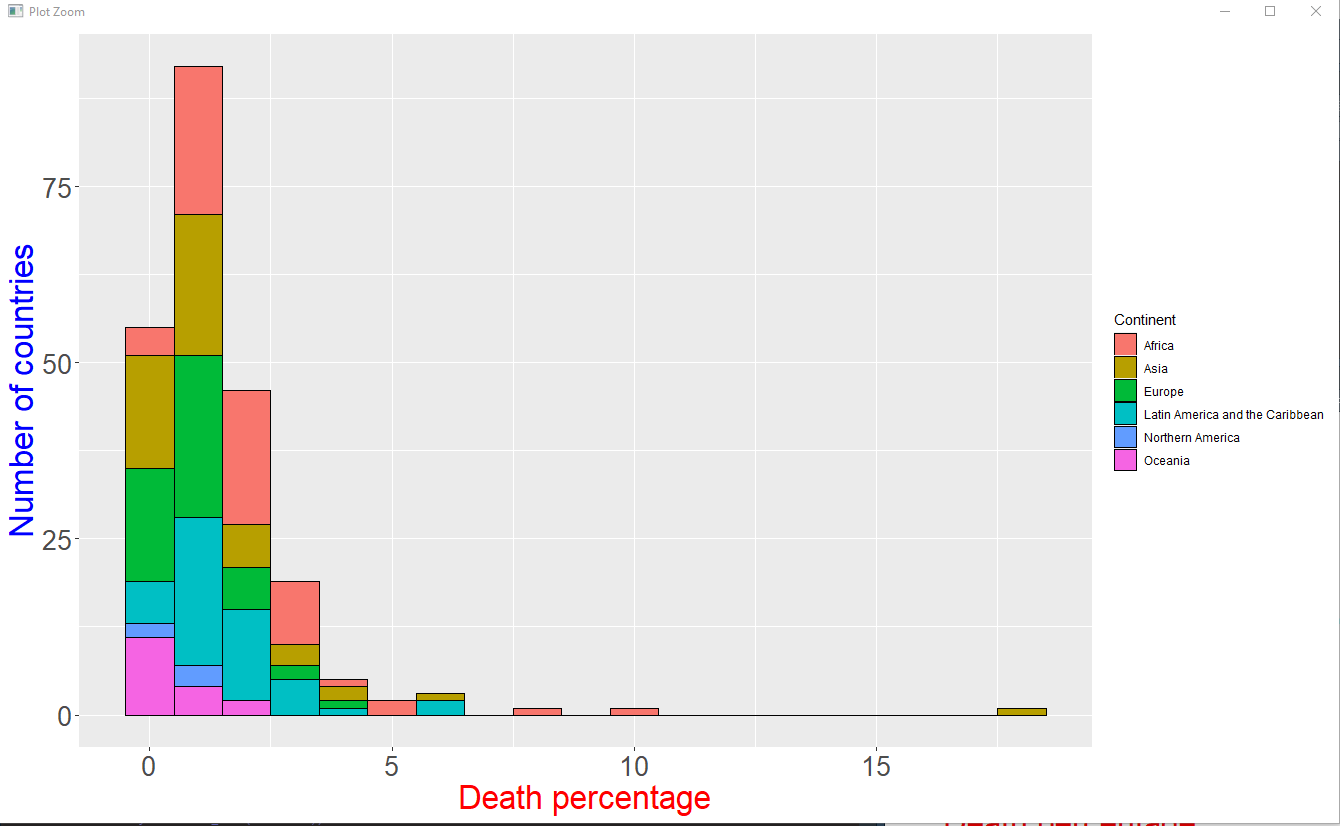 Plot Zoom
Number of countries
75
50
25
0
0 5 10 15
Death percentage
Continent
Africa
Asia
Europe
Latin America and the Caribbean
Northern America
Oceania